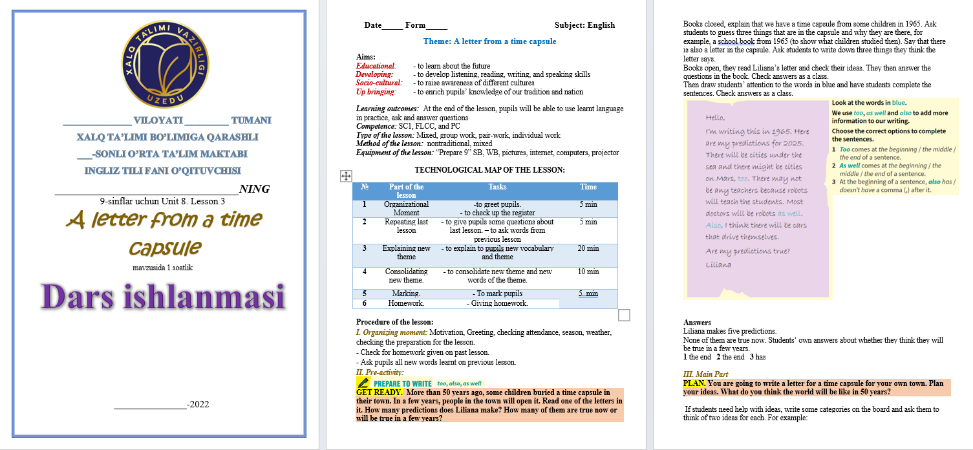 XALQ TALIMI VAZIRLIGI
UZEDU
____________ VILOYATI ________ TUMANI
XALQ TA'LIMI BO'LIMIGA QARASHLI
___-SONLI O'RTA TA'LIM MAKTABI
INGLIZ TILI FANI O'QITUVCHISI
___________________________NING
9-sinflar uchun Unit 8. Lesson 3
A letter from a time
capsule
mavzusida 1 soatlik
Dars ishlanmasi
______________-2022
Date_____ Form_____ Subject: English
Theme: A letter from a time capsule
Aims:
Educational: - to learn about the future
Developing: - to develop listening, reading, writing, and speaking skills
Socio-cultural: - to raise awareness of different cultures
Up bringing: - to enrich pupils' knowledge of our tradition and nation
Learning outcomes: At the end of the lesson, pupils will be able to use learnt language
in practice, ask and answer questions
Competence: SC1, FLCC, and PC
Type of the lesson: Mixed, group work, pair-work, individual work
Method of the lesson: nontraditional, mixed
Equipment of the lesson: "Prepare 9" SB, WB, pictures, internet, computers, projector
TECHNOLOGICAL MAP OF THE LESSON:
№ Part of the lesson Tasks Time
1 Organizational Moment -to greet pupils. - to check up the register 5 min
2 Repeating last lesson - to give pupils some questions about last lesson. – to ask words from previous lesson 5 min
3 Explaining new theme - to explain to pupils new vocabulary and theme 20 min
4 Consolidating new theme. - to consolidate new theme and new words of the theme. 10 min
5 Marking. - To mark pupils 5 min
6 Homework. - Giving homework.
Procedure of the lesson:
I. Organizing moment: Motivation, Greeting, checking attendance, season, weather,
checking the preparation for the lesson.
- Check for homework given on past lesson.
- Ask pupils all new words learnt on previous lesson.
II. Pre-activity:
PREPARE TO WRITE too, also, as well
GET READY. More than 50 years ago, some children buried a time capsule in
their town. In a few years, people in the town will open it. Read one of the letters in
it. How many predictions does Liliana make? How many of them are true now or
will be true in a few years?
Books closed, explain that we have a time capsule from some children in 1965. Ask
students to guess three things that are in the capsule and why they are there, for
example, a school book from 1965 (to show what children studied then). Say that there
is also a letter in the capsule. Ask students to write down three things they think the
letter says.
Books open, they read Liliana's letter and check their ideas. They then answer the
questions in the book. Check answers as a class.
Then draw students' attention to the words in blue and have students complete the
sentences. Check answers as a class.
Hello,
I'm writing this in 1965. Here
are my predictions for 2025.
There will be cities under the
sea and there might be cities
on Mars, too. There may not
be any teachers because robots
will teach the students. Most
doctors will be robots as well.
Also, I think there will be cars
that drive themselves.
Are my predictions true?
Liliana
Look at the words in blue.
We use too, as well and also to add more
information to our writing.
Choose the correct options to complete
the sentences.
1 Too comes at the beginning / the middle /
the end of a sentence.
2 As well comes at the beginning / the
middle / the end of a sentence.
3 At the beginning of a sentence, also has /
doesn't have a comma (,) after it.
Answers
Liliana makes five predictions.
None of them are true now. Students' own answers about whether they think they will
be true in a few years.
1 the end 2 the end 3 has
III. Main Part
PLAN. You are going to write a letter for a time capsule for your own town. Plan
your ideas. What do you think the world will be like in 50 years?
If students need help with ideas, write some categories on the board and ask them to
think of two ideas for each. For example: